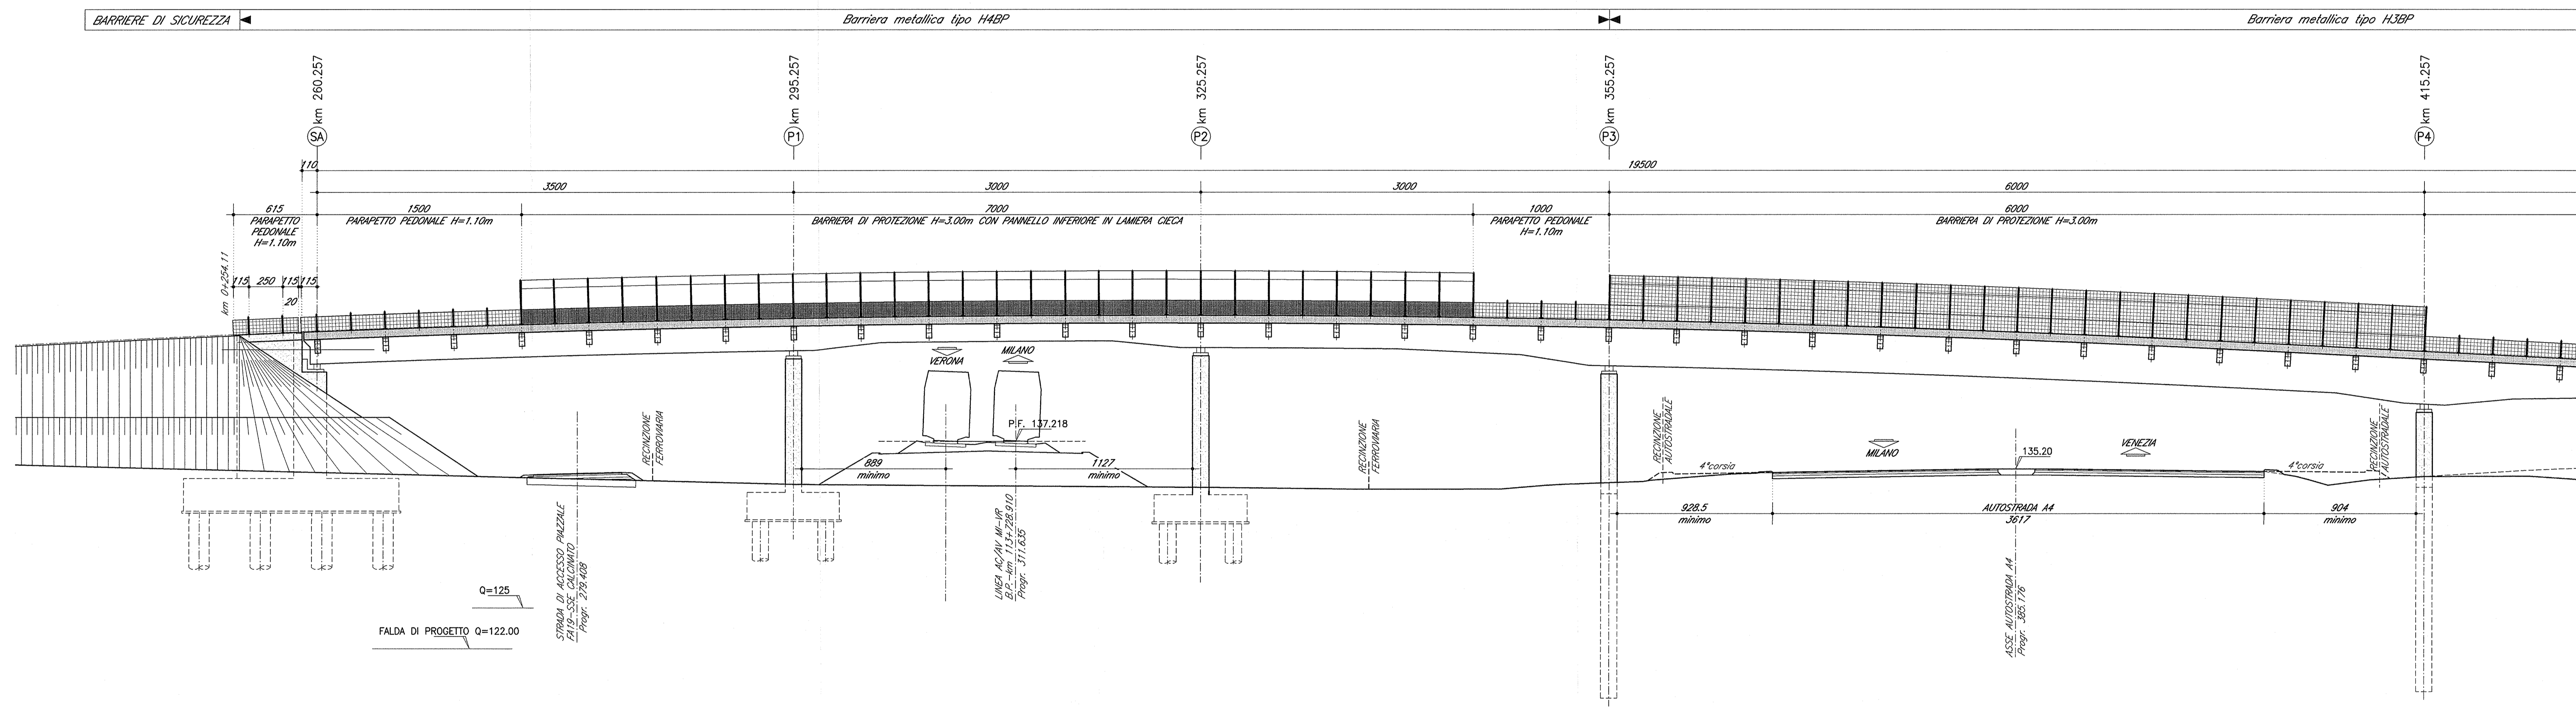 BARRIERE DI SICUREZZA
Barriera metallica tipo H4BP
Barriera metallica tipo H3BP
km 260.257
km 295.257
km 325.257
km 355.257
km 415.257
SA
P1
P2
P3
P4
110
19500
3500
3000
3000
6000
615
1500
7000
1000
6000
PARAPETTO
PEDONALE
H=1.10m
PARAPETTO PEDONALE H=1.10m
BARRIERA DI PROTEZIONE H=3.00m CON PANNELLO INFERIORE IN LAMIERA CIECA
PARAPETTO PEDONALE
H=1.10m
BARRIERA DI PROTEZIONE H=3.00m
km 0+254.11
115
250
115
115
20
VERONA
MILANO
P.F. 137.218
RECINZIONE
FERROVIARIA
889
minimo
1127
minimo
RECINZIONE
FERROVIARIA
RECINZIONE
AUTOSTRADALE
4°corsia
MILANO
135.20
VENEZIA
4°corsia
RECINZIONE
AUTOSTRADALE
928.5
minimo
AUTOSTRADA A4
3617
904
minimo
STRADA DI ACCESSO PIAZZALE
FA19-SSE CALCINATO
Progr. 279.408
LINEA AC/AV MI-VR
B.P.-km 113+728.910
Progr. 311.635
ASSE AUTOSTRADA A4
Progr. 385.176
Q=125
FALDA DI PROGETTO Q=122.00